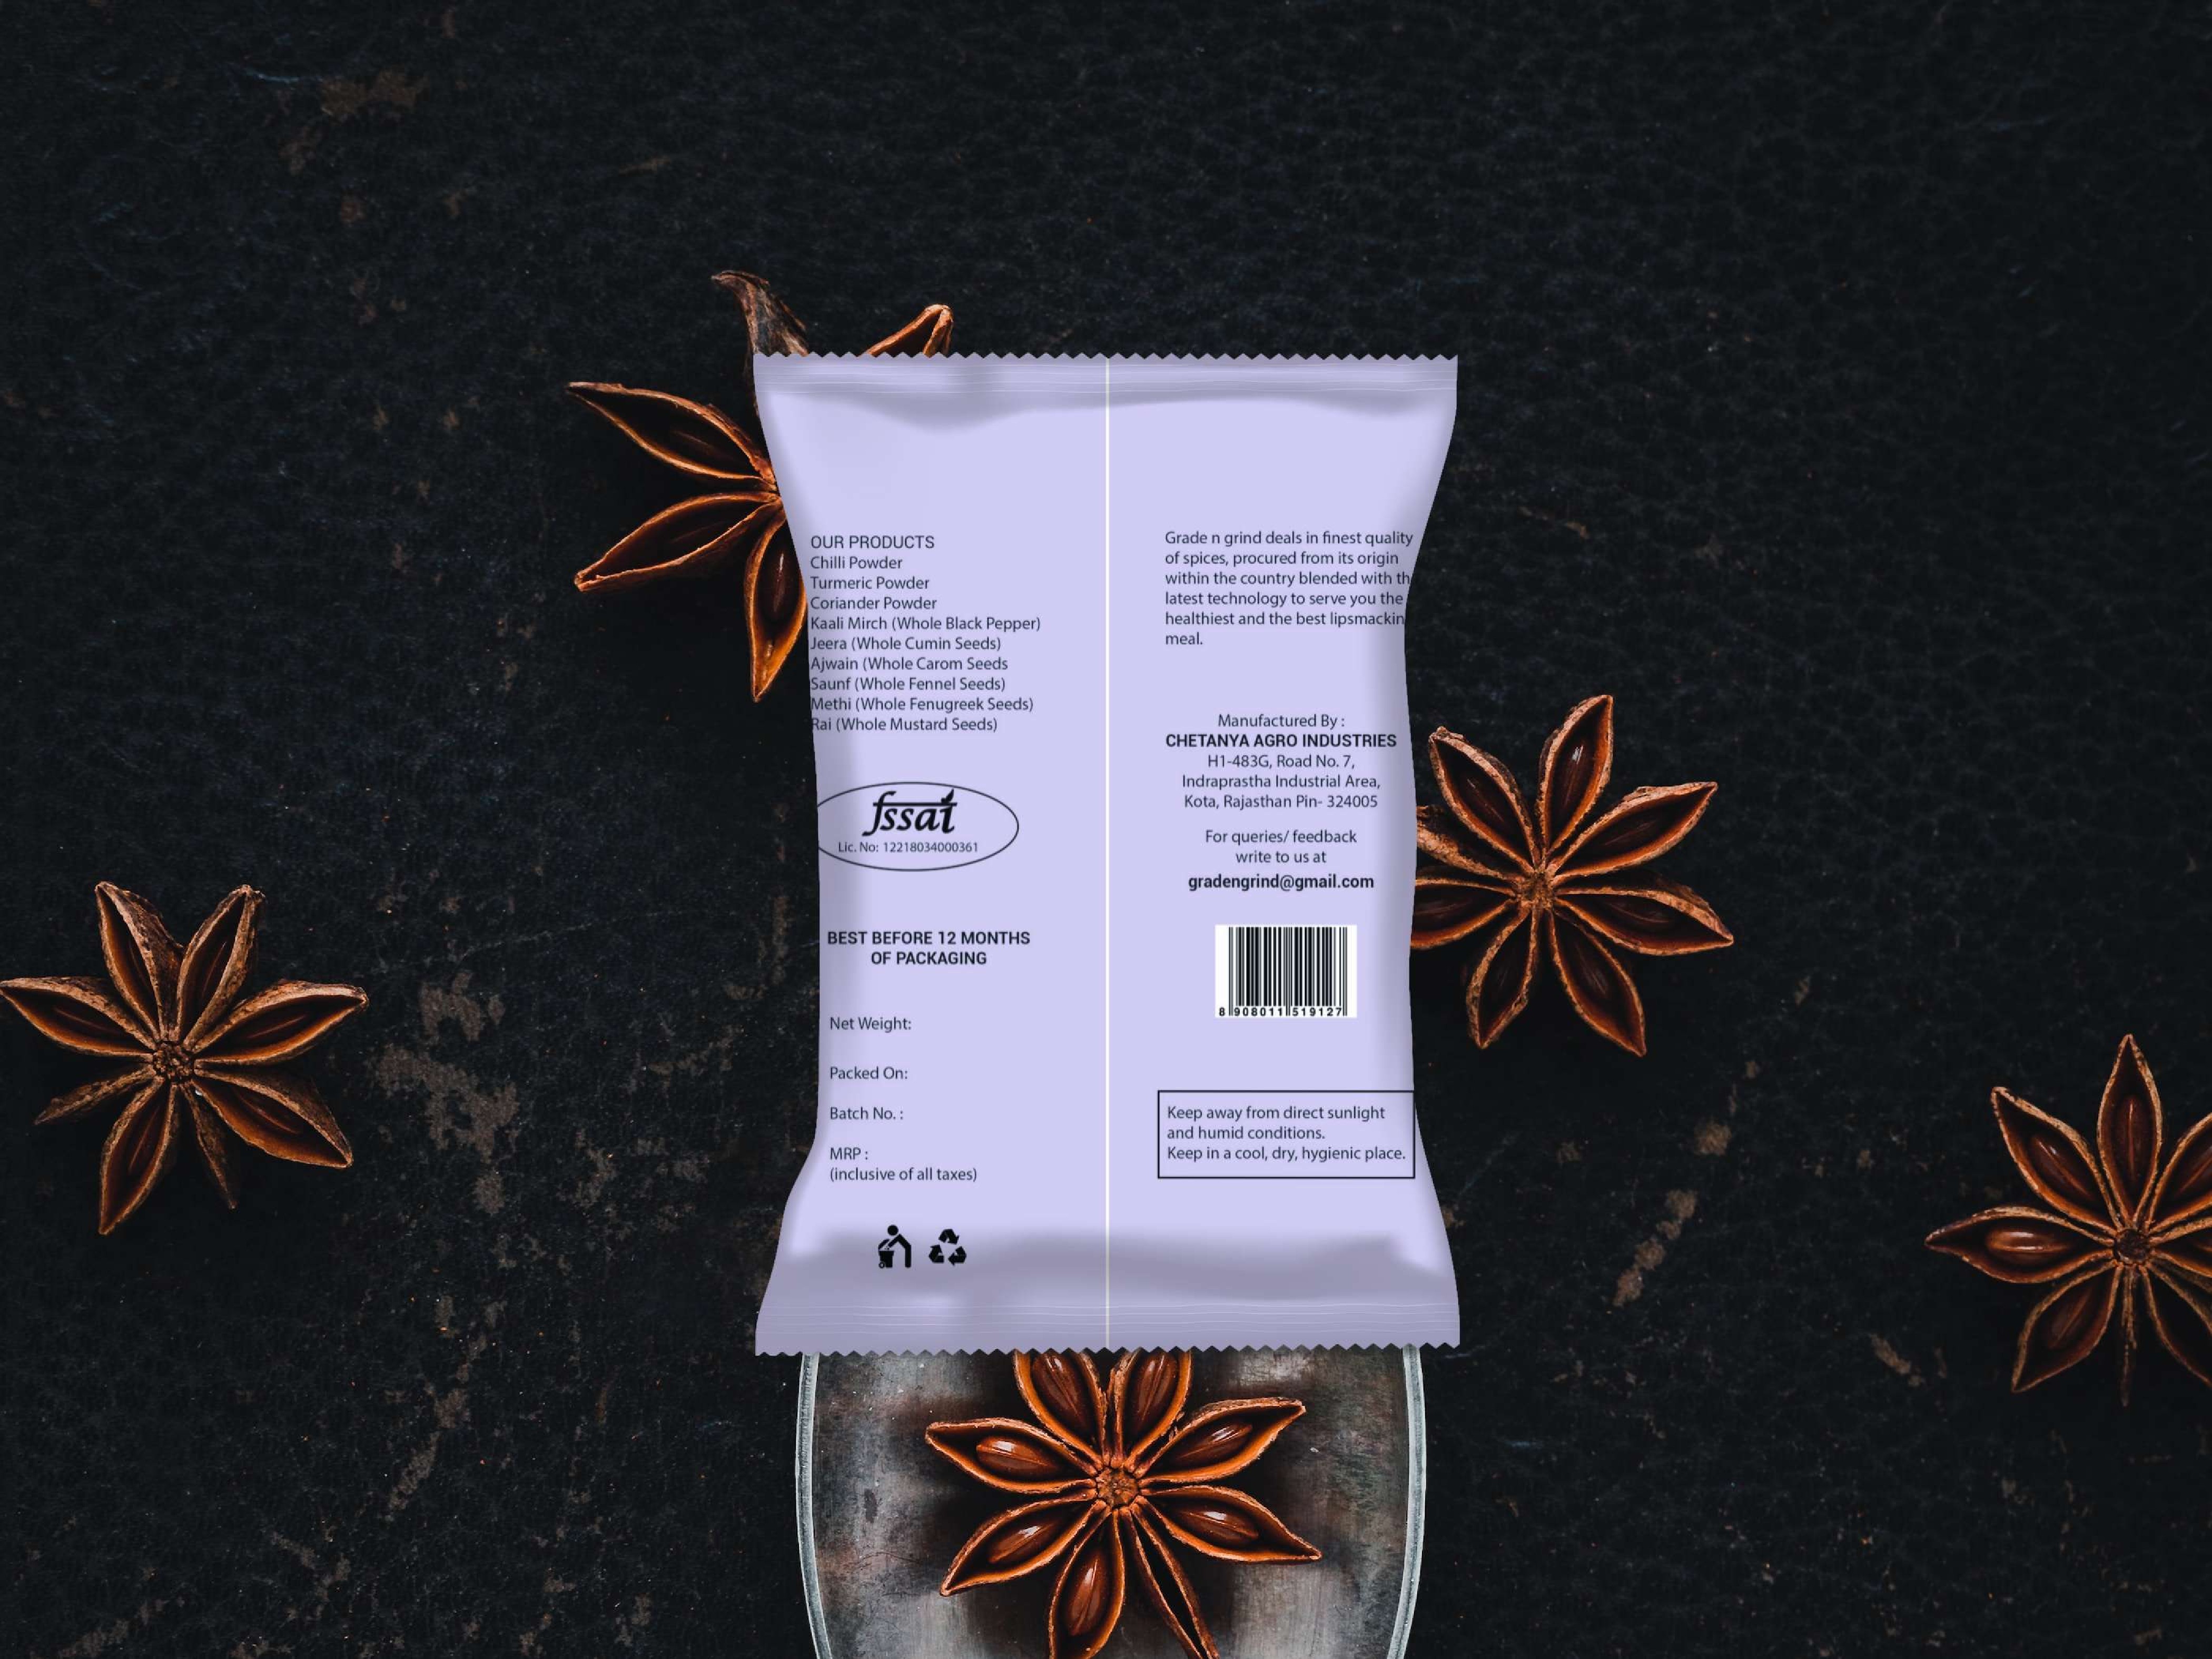 OUR PRODUCTS
Chilli Powder
Turmeric Powder
Coriander Powder
Kaali Mirch (Whole Black Pepper)
Jeera (Whole Cumin Seeds)
Ajwain (Whole Carom Seeds
Saunf (Whole Fennel Seeds)
Methi (Whole Fenugreek Seeds)
Rai (Whole Mustard Seeds)
fssai
Lic. No: 12218034000361
BEST BEFORE 12 MONTHS
OF PACKAGING
Net Weight:
Packed On:
Batch No. :
MRP :
(inclusive of all taxes)
Grade n grind deals in finest quality
of spices, procured from its origin
within the country blended with th
latest technology to serve you the
healthiest and the best lipsmackin
meal.
Manufactured By :
CHETANYA AGRO INDUSTRIES
H1-483G, Road No. 7,
Indraprastha Industrial Area,
Kota, Rajasthan Pin- 324005
For queries/ feedback
write to us at
gradengrind@gmail.com
8 908011 519127
Keep away from direct sunlight
and humid conditions.
Keep in a cool, dry, hygienic place.